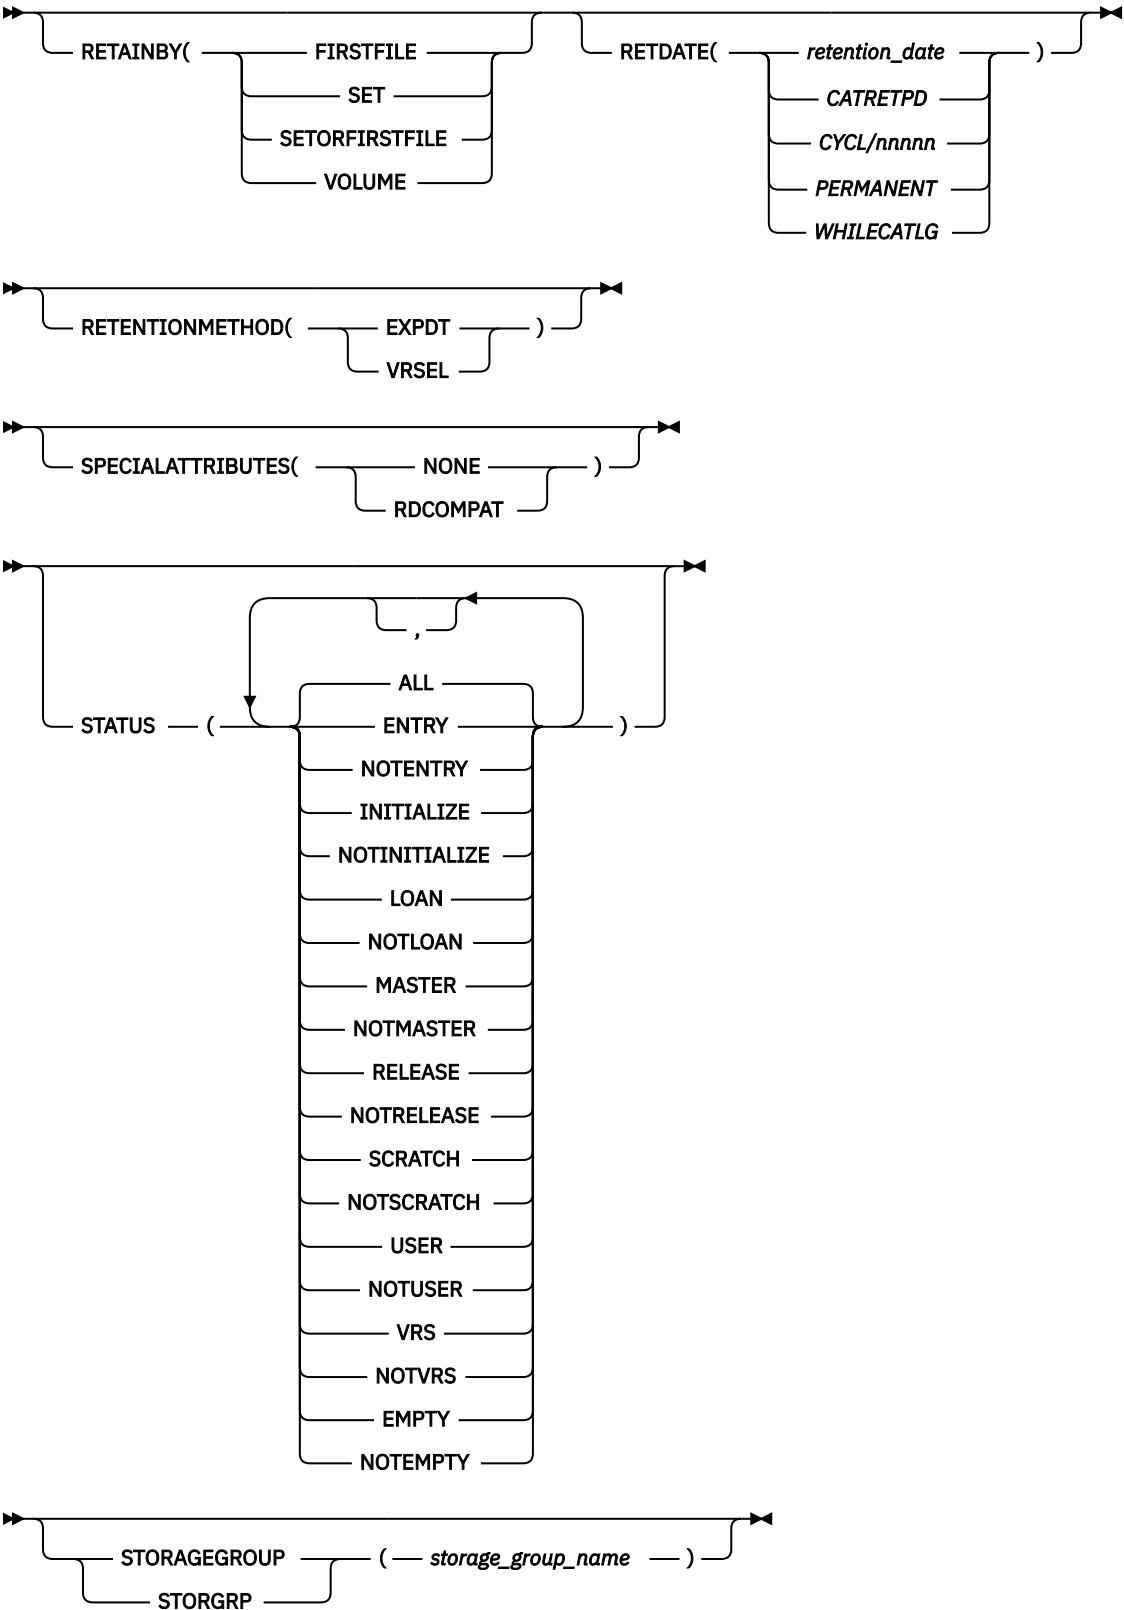 RETAINBY( FIRSTFILE RETDATE( retention_date )
SET CATRETPD
SETORFIRSTFILE CYCL/nnnnn
VOLUME PERMANENT
WHILECATLG
RETENTIONMETHOD( EXPDT )
VRSEL
SPECIALATTRIBUTES( NONE )
RDCOMPAT
,
ALL
STATUS ( ENTRY )
NOTENTRY
INITIALIZE
NOTINITIALIZE
LOAN
NOTLOAN
MASTER
NOTMASTER
RELEASE
NOTRELEASE
SCRATCH
NOTSCRATCH
USER
NOTUSER
VRS
NOTVRS
EMPTY
NOTEMPTY
STORAGEGROUP ( storage_group_name )
STORGRP